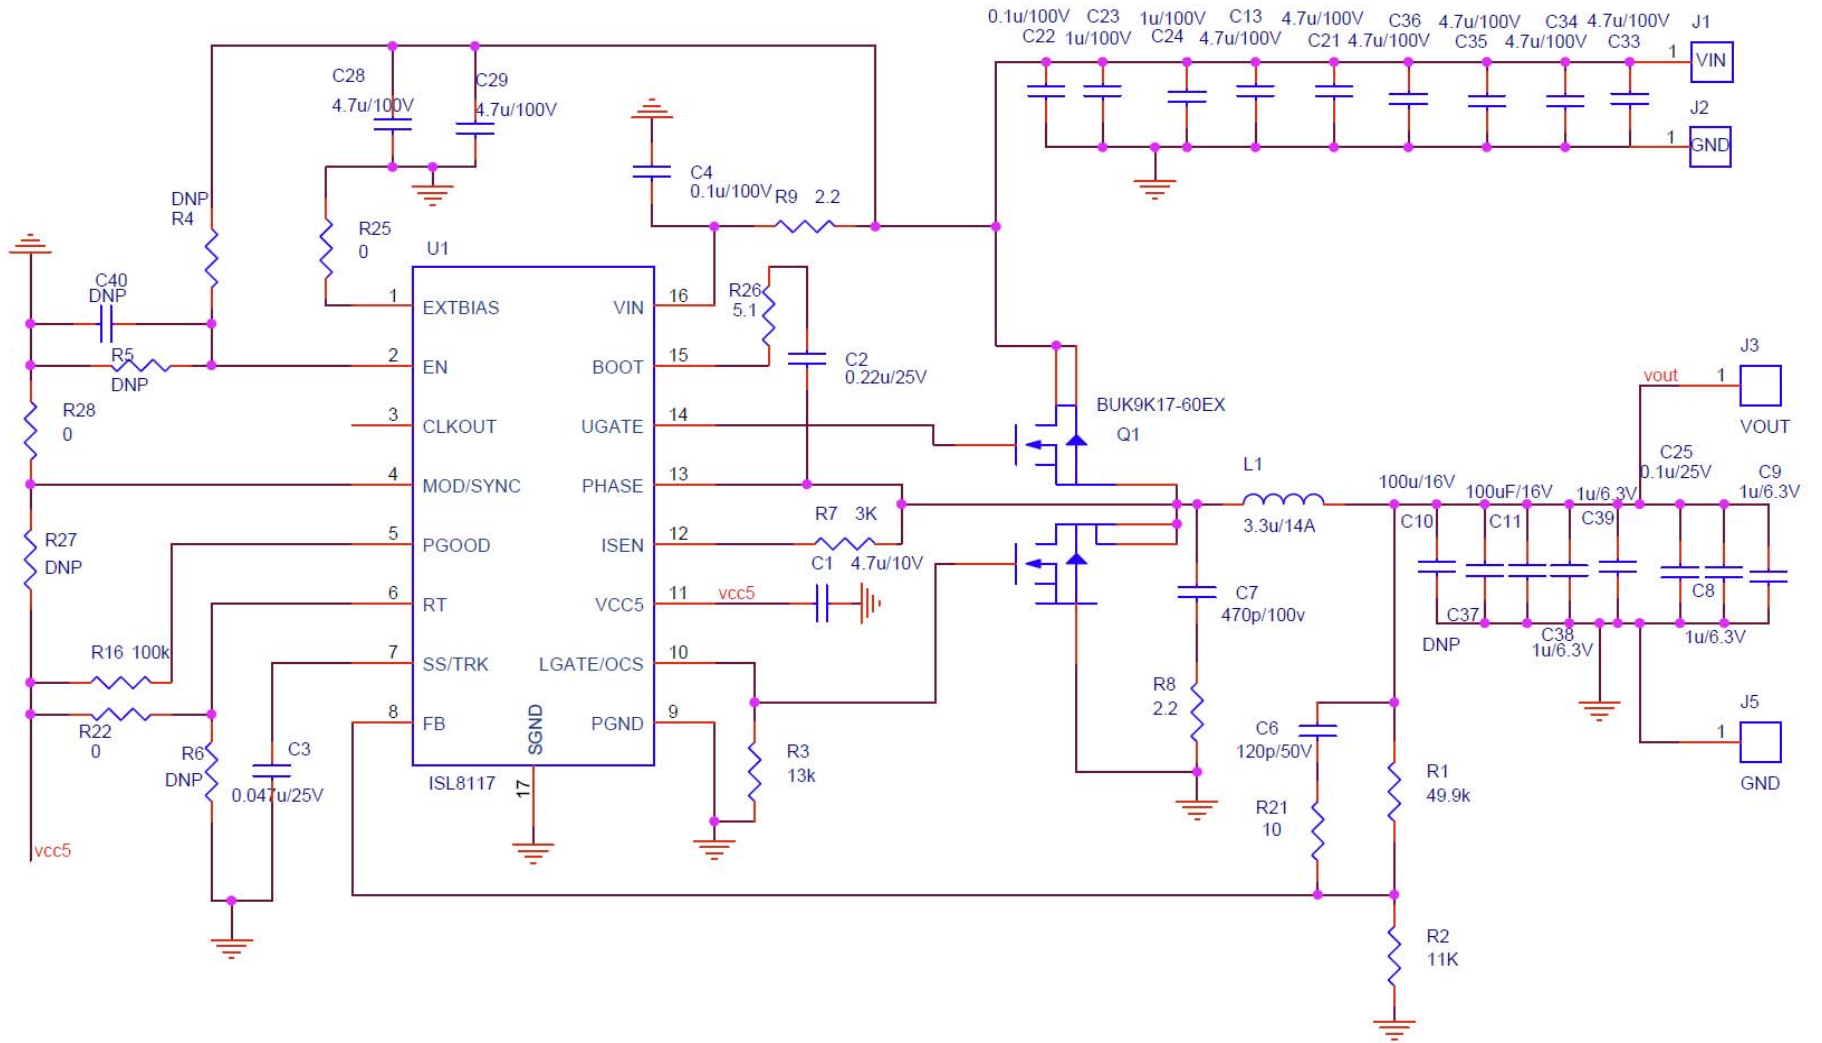 0.1u/100V C23 1u/100V C13 4.7u/100V C36 4.7u/100V C34 4.7u/100V J1
C22 1u/100V C24 4.7u/100V C21 4.7u/100V C35 4.7u/100V C33
1 VIN
J2
1 GND
C28
4.7u/100V
C29
4.7u/100V
C4
0.1u/100V
R9 2.2
DNP
R4
R25
0
C40
DNP
R5
DNP
R28
0
R27
DNP
R16 100k
R22
0
R6
DNP
C3
0.047u/25V
vcc5
U1
1 EXTBIAS
2 EN
3 CLKOUT
4 MOD/SYNC
5 PGOOD
6 RT
7 SS/TRK
8 FB
VIN 16
BOOT 15
UGATE 14
PHASE 13
ISEN 12
VCC5 11
LGATE/OCS 10
PGND 9
SGND
17
ISL8117
R26
5.1
C2
0.22u/25V
R7 3K
C1 4.7u/10V
vcc5
R3
13k
BUK9K17-60EX
Q1
L1
3.3u/14A
C7
470p/100v
R8
2.2
C6
120p/50V
R21
10
R1
49.9k
R2
11K
J3
vout 1
VOUT
C25
0.1u/25V
C9
1u/6.3V
100u/16V
100uF/16V
1u/6.3V
C10
C11
C39
C37
DNP
C38
1u/6.3V
C8
1u/6.3V
J5
1
GND